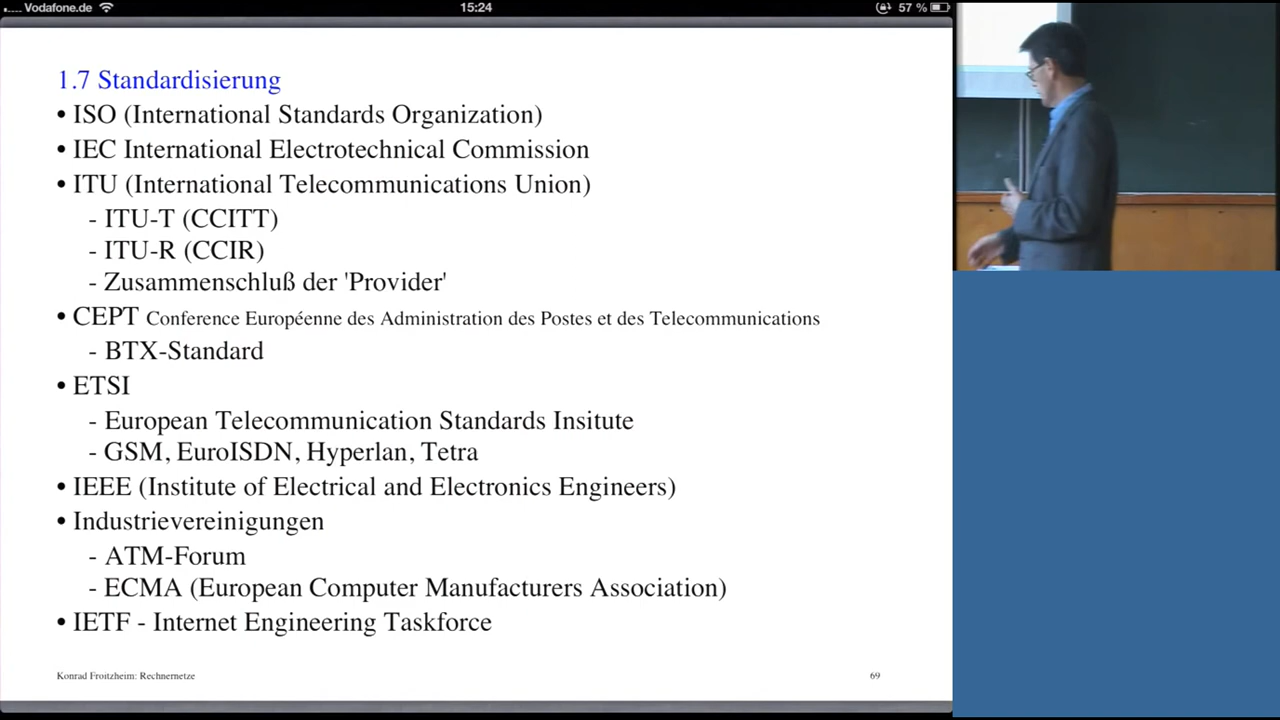 Vodafone.de
15:24
57 %
1.7 Standardisierung
• ISO (International Standards Organization)
• IEC International Electrotechnical Commission
• ITU (International Telecommunications Union)
- ITU-T (CCITT)
- ITU-R (CCIR)
- Zusammenschluß der 'Provider'
• CEPT Conference Européenne des Administration des Postes et des Telecommunications
- BTX-Standard
• ETSI
- European Telecommunication Standards Insitute
- GSM, EuroISDN, Hyperlan, Tetra
• IEEE (Institute of Electrical and Electronics Engineers)
• Industrievereinigungen
- ATM-Forum
- ECMA (European Computer Manufacturers Association)
• IETF - Internet Engineering Taskforce
Konrad Froitzheim: Rechnernetze
69